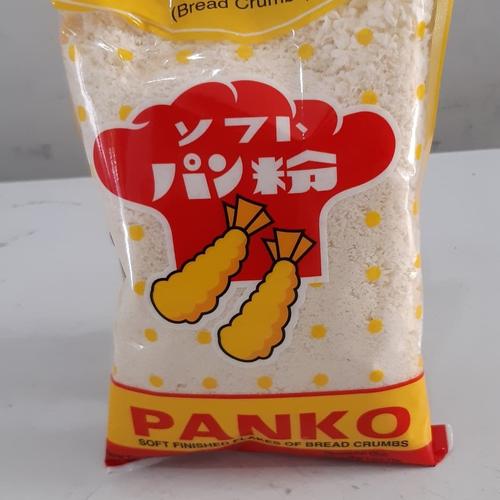 (Bread Crumb
ソフト
パン粉
PANKO
SOFT FINISHED FLAKES OF BREAD CRUMBS